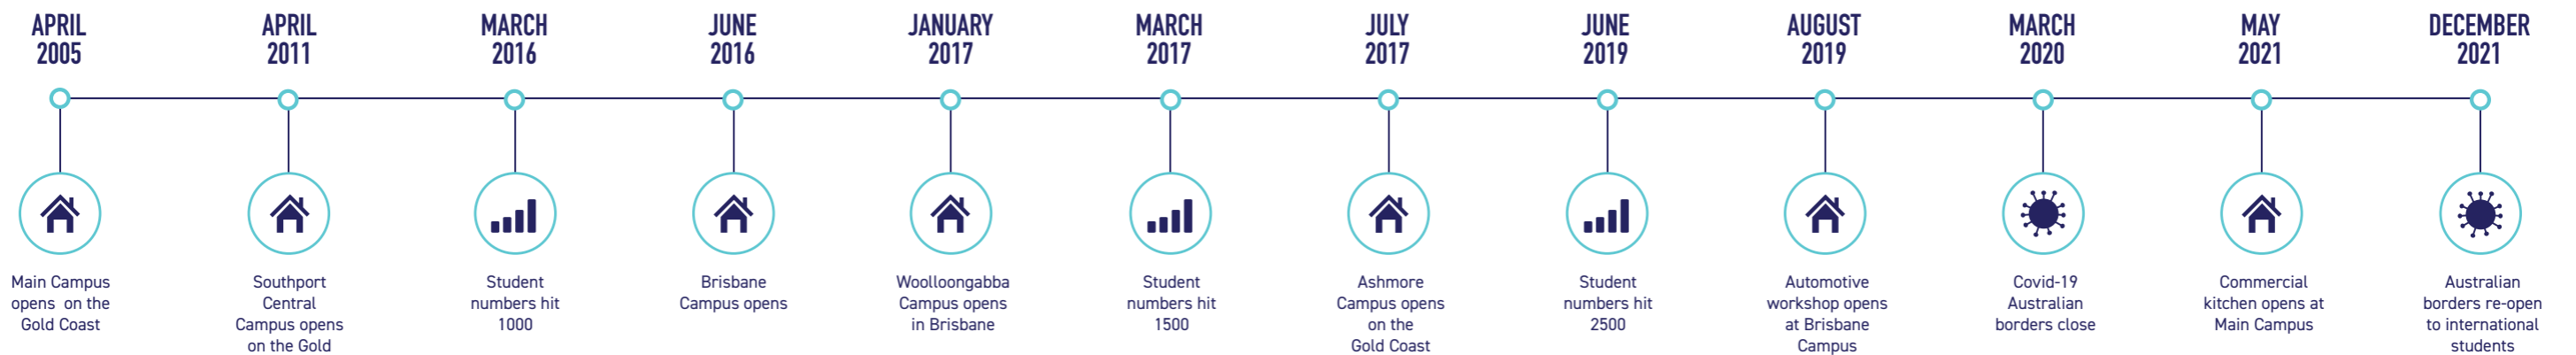 APRIL
2005
APRIL
2011
MARCH
2016
JUNE
2016
JANUARY
2017
MARCH
2017
JULY
2017
JUNE
2019
AUGUST
2019
MARCH
2020
MAY
2021
DECEMBER
2021
Main Campus
opens on the
Gold Coast
Southport
Central
Campus opens
on the Gold
Student
numbers hit
1000
Brisbane
Campus opens
Woolloongabba
Campus opens
in Brisbane
Student
numbers hit
1500
Ashmore
Campus opens
on the
Gold Coast
Student
numbers hit
2500
Automotive
workshop opens
at Brisbane
Campus
Covid-19
Australian
borders close
Commercial
kitchen opens at
Main Campus
Australian
borders re-open
to international
students